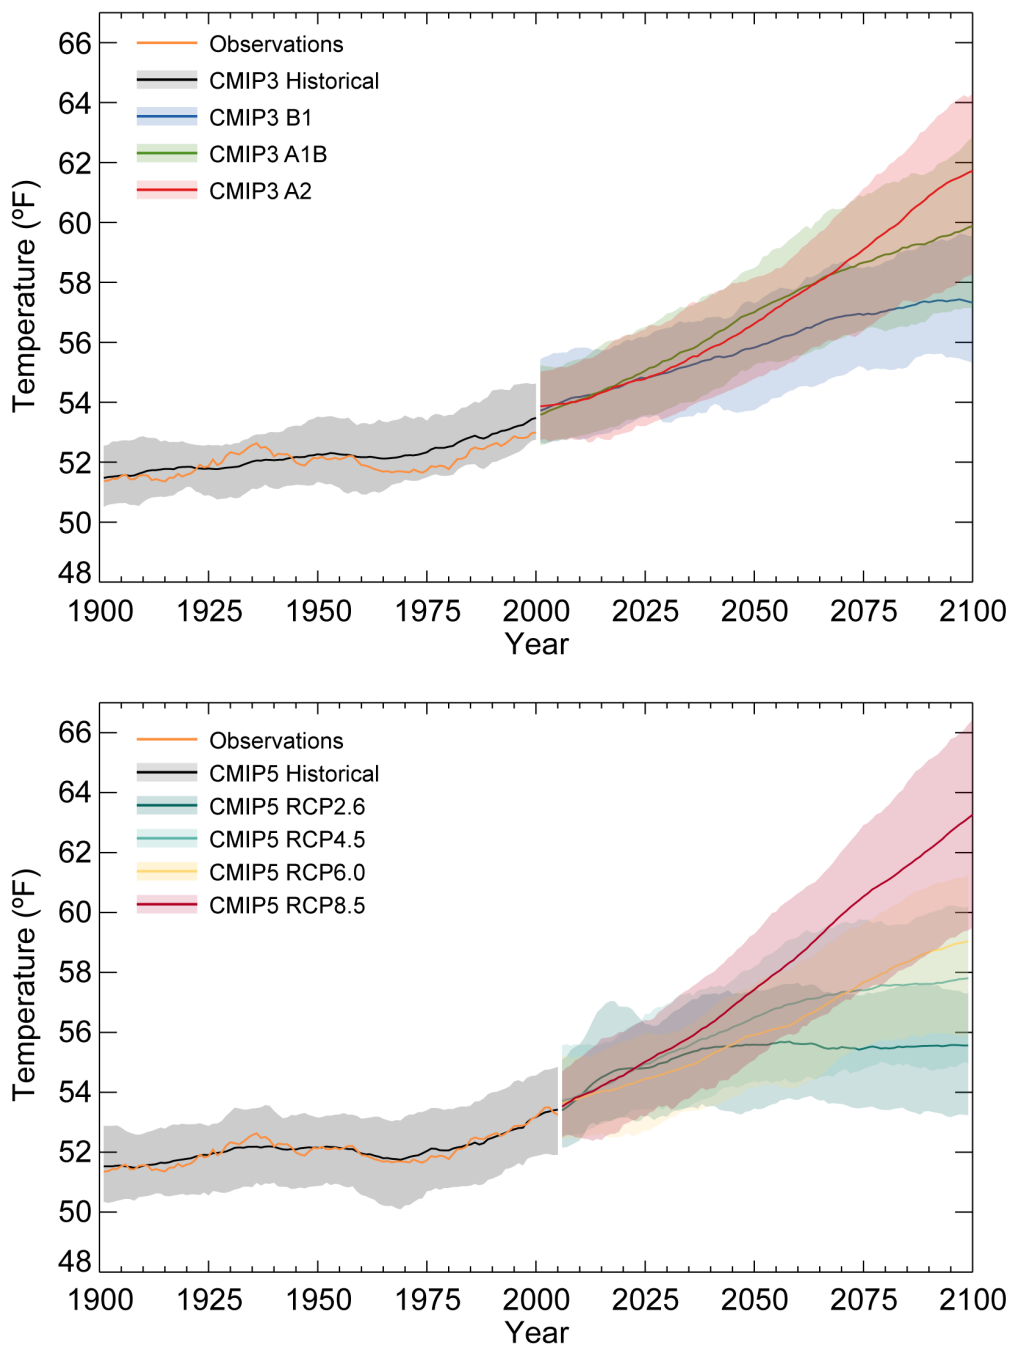 66
64
62
60
58
56
54
52
50
48
Temperature (ºF)
Observations
CMIP3 Historical
CMIP3 B1
CMIP3 A1B
CMIP3 A2
1900 1925 1950 1975 2000 2025 2050 2075 2100
Year
66
64
62
60
58
56
54
52
50
48
Temperature (ºF)
Observations
CMIP5 Historical
CMIP5 RCP2.6
CMIP5 RCP4.5
CMIP5 RCP6.0
CMIP5 RCP8.5
1900 1925 1950 1975 2000 2025 2050 2075 2100
Year